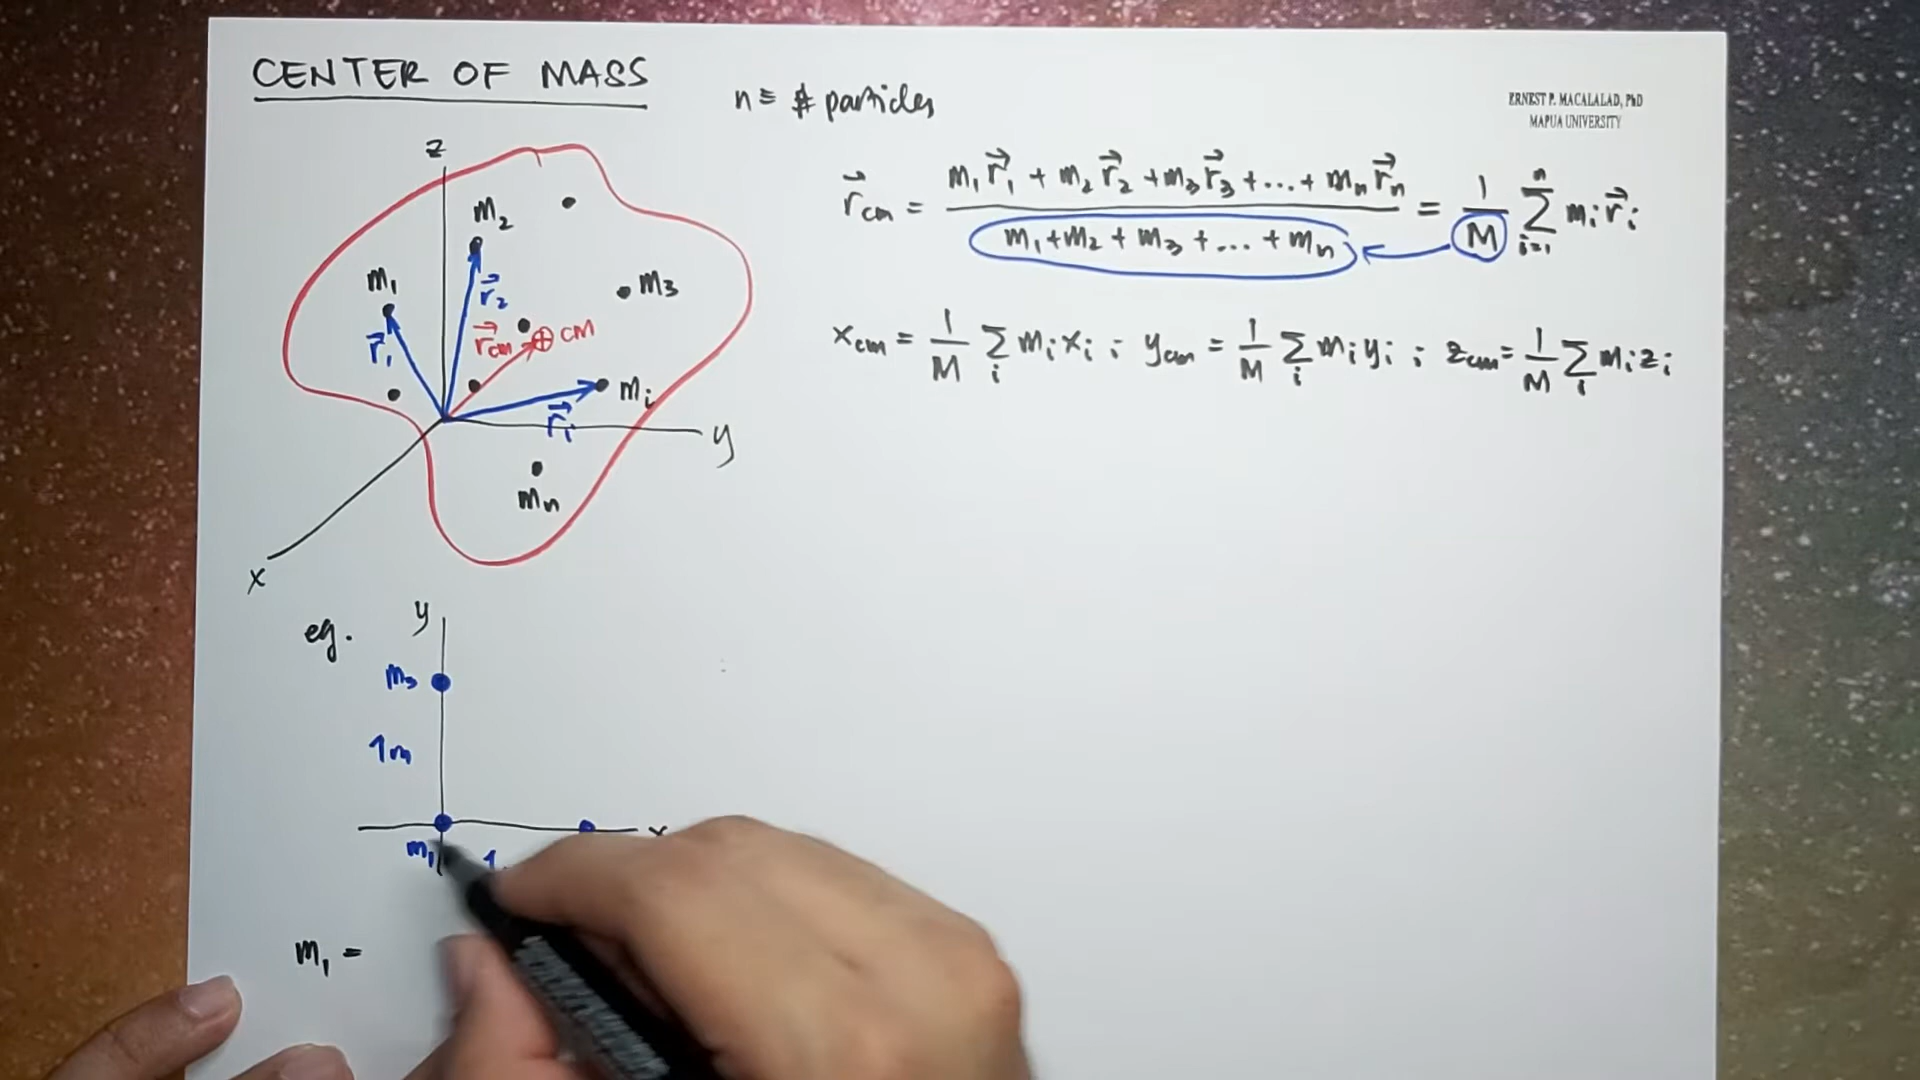 CENTER OF MASS
n ≡ # particles
ERNEST P. MACALALAD, PhD
MAPUA UNIVERSITY
z
m₂
m₁
m₃
r⃗₂
r⃗₁
r⃗cm
CM
mᵢ
r⃗ᵢ
y
mₙ
x
r⃗cm = (m₁r⃗₁ + m₂r⃗₂ + m₃r⃗₃ + ... + mₙr⃗ₙ) / (m₁ + m₂ + m₃ + ... + mₙ) = 1/M Σᵢ₌₁ⁿ mᵢr⃗ᵢ
xcm = 1/M Σᵢ mᵢxᵢ ; ycm = 1/M Σᵢ mᵢyᵢ ; zcm = 1/M Σᵢ mᵢzᵢ
eg.
y
m₃
1m
x
m₁ 1
m₁ =